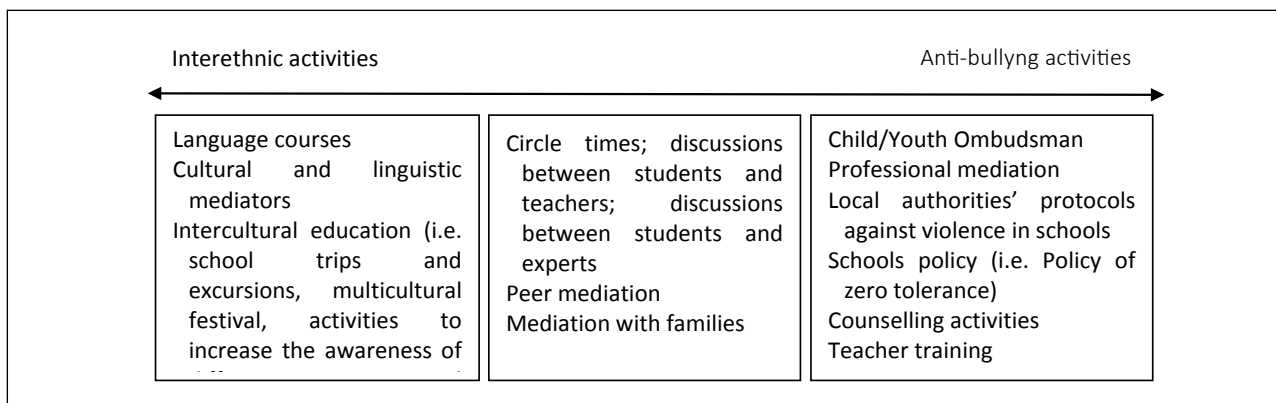 Interethnic activities
Anti-bullyng activities
Language courses
Cultural and linguistic
mediators
Intercultural education (i.e.
school trips and
excursions, multicultural
festival, activities to
increase the awareness of
Circle times; discussions
between students and
teachers; discussions
between students and
experts
Peer mediation
Mediation with families
Child/Youth Ombudsman
Professional mediation
Local authorities’ protocols
against violence in schools
Schools policy (i.e. Policy of
zero tolerance)
Counselling activities
Teacher training